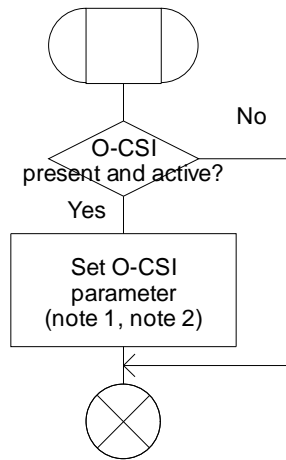 No
O-CSI
present and active?
Yes
Set O-CSI
parameter
(note 1, note 2)